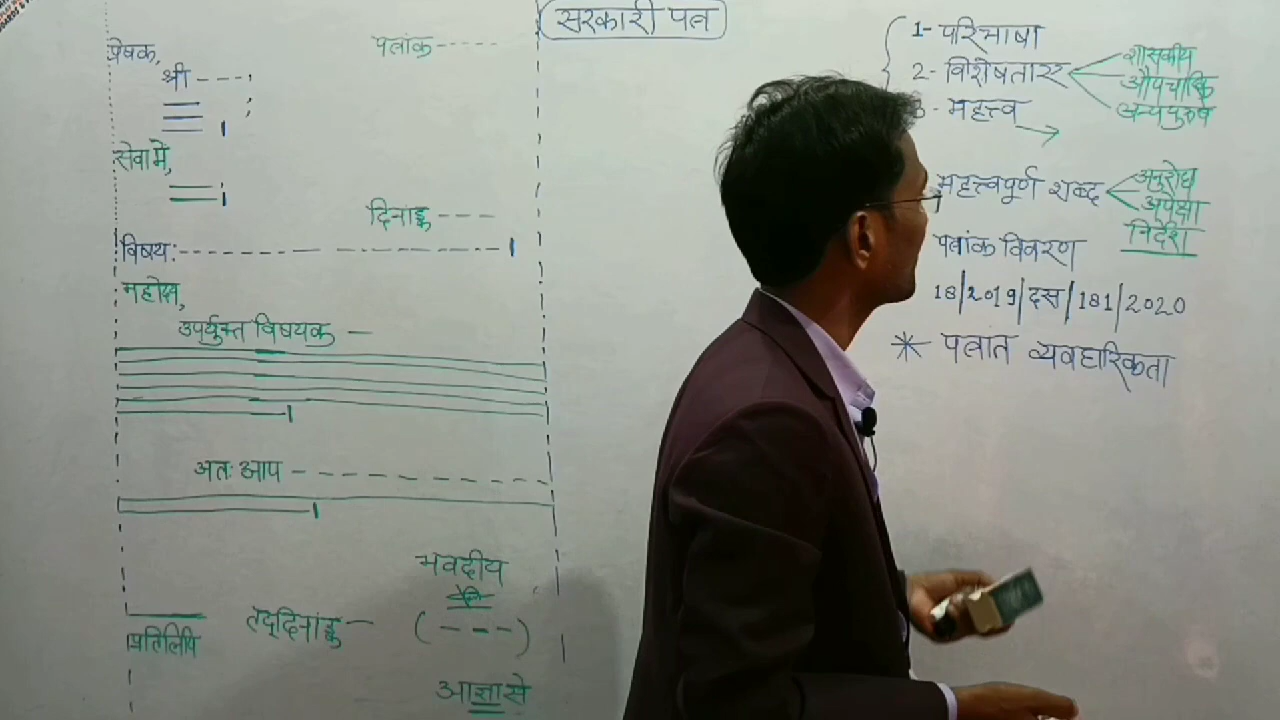 सरकारी पत्र
प्रेषक,
पत्रांक-----
श्री ---,
सेवा में,
दिनाङ्क ---
विषय:-
महोदय,
उपर्युक्त विषयक -
अतः आप -
भवदीय
(---)
प्रतिलिपि
तद्दिनांङ्क -
आज्ञा से
1- परिभाषा
2- विशेषताएँ
शासकीय
औपचारिक
अन्यपुरुष
3- महत्त्व
महत्त्वपूर्ण शब्द
अनुरोध
अपेक्षा
निर्देश
पत्रांक विवरण
18/2019/दस/181/2020
* पत्रांत व्यवहारिकता